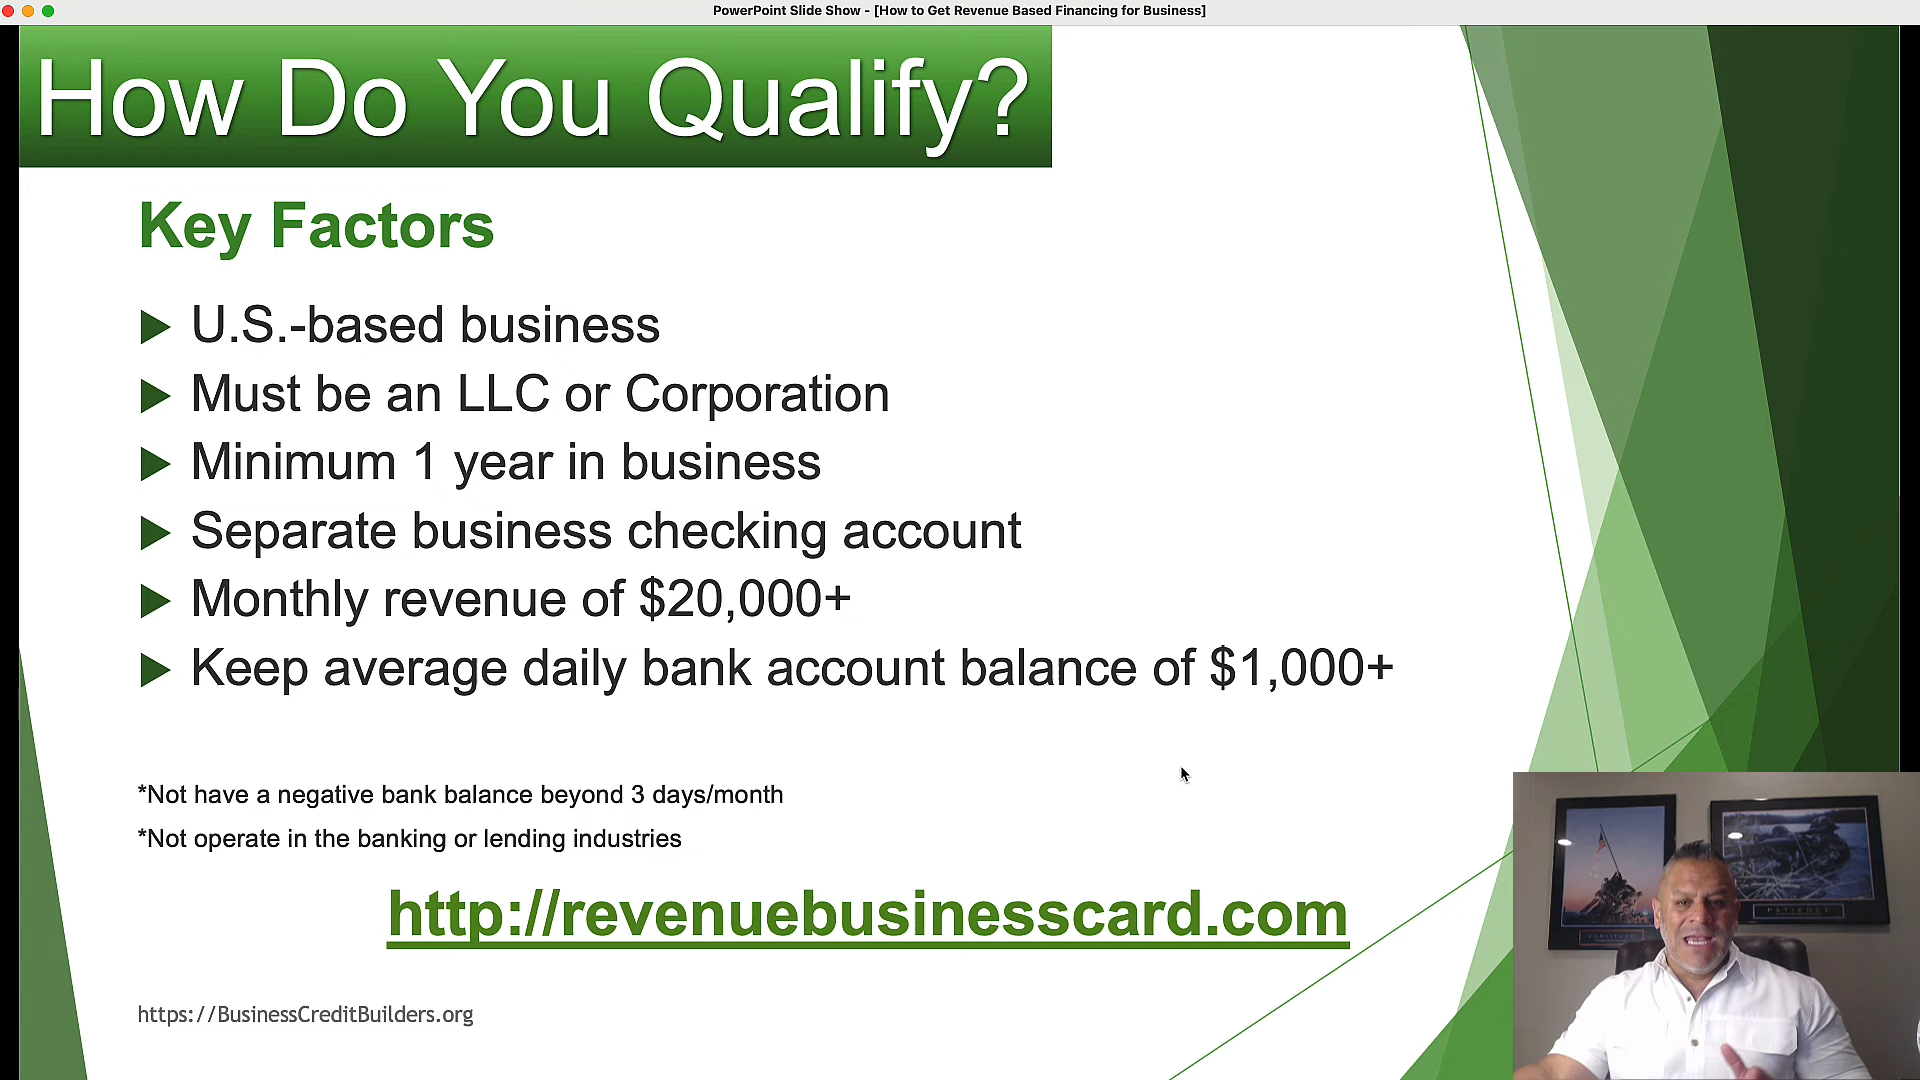 PowerPoint Slide Show - [How to Get Revenue Based Financing for Business]
How Do You Qualify?
Key Factors
U.S.-based business
Must be an LLC or Corporation
Minimum 1 year in business
Separate business checking account
Monthly revenue of $20,000+
Keep average daily bank account balance of $1,000+
*Not have a negative bank balance beyond 3 days/month
*Not operate in the banking or lending industries
http://revenuebusinesscard.com
https://BusinessCreditBuilders.org
PATIENCE
FORTITUDE